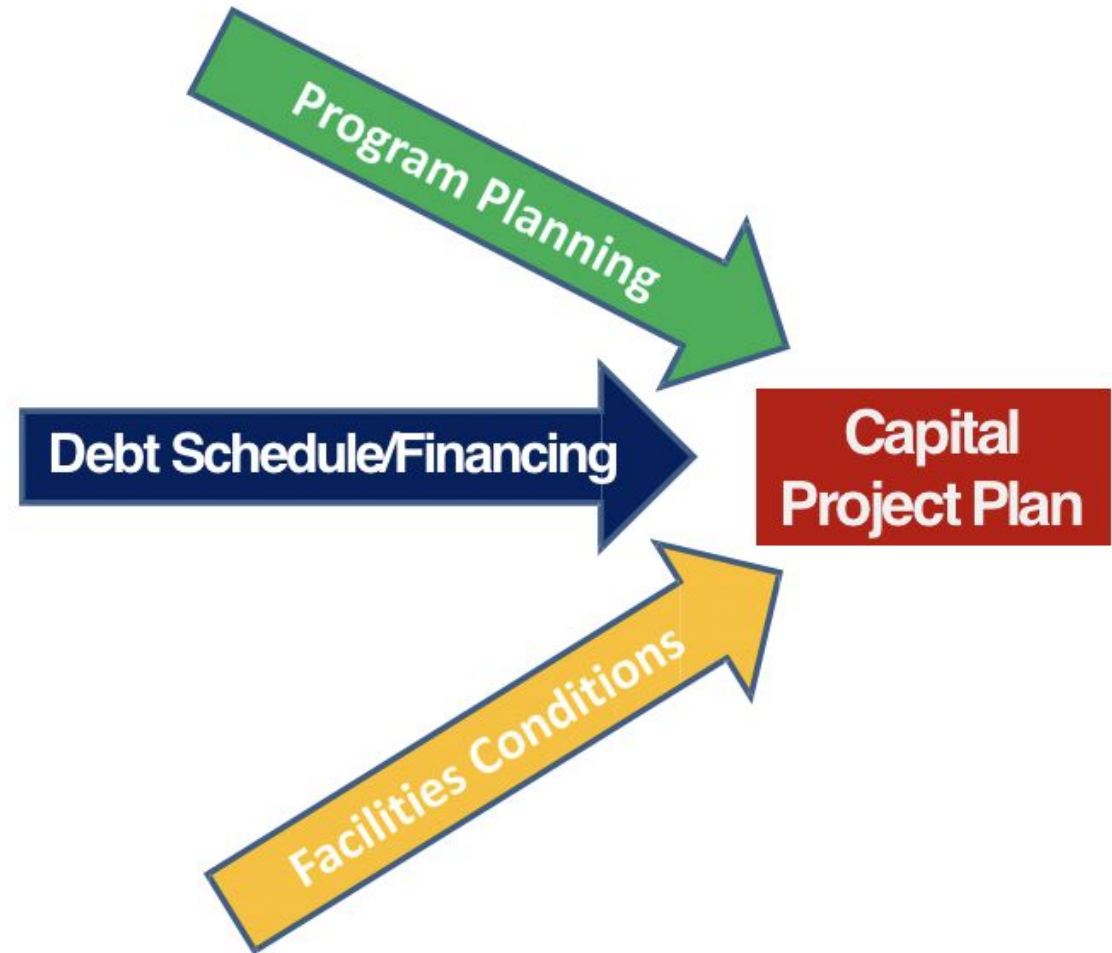 Program Planning
Debt Schedule/Financing
Capital
Project Plan
Facilities Conditions